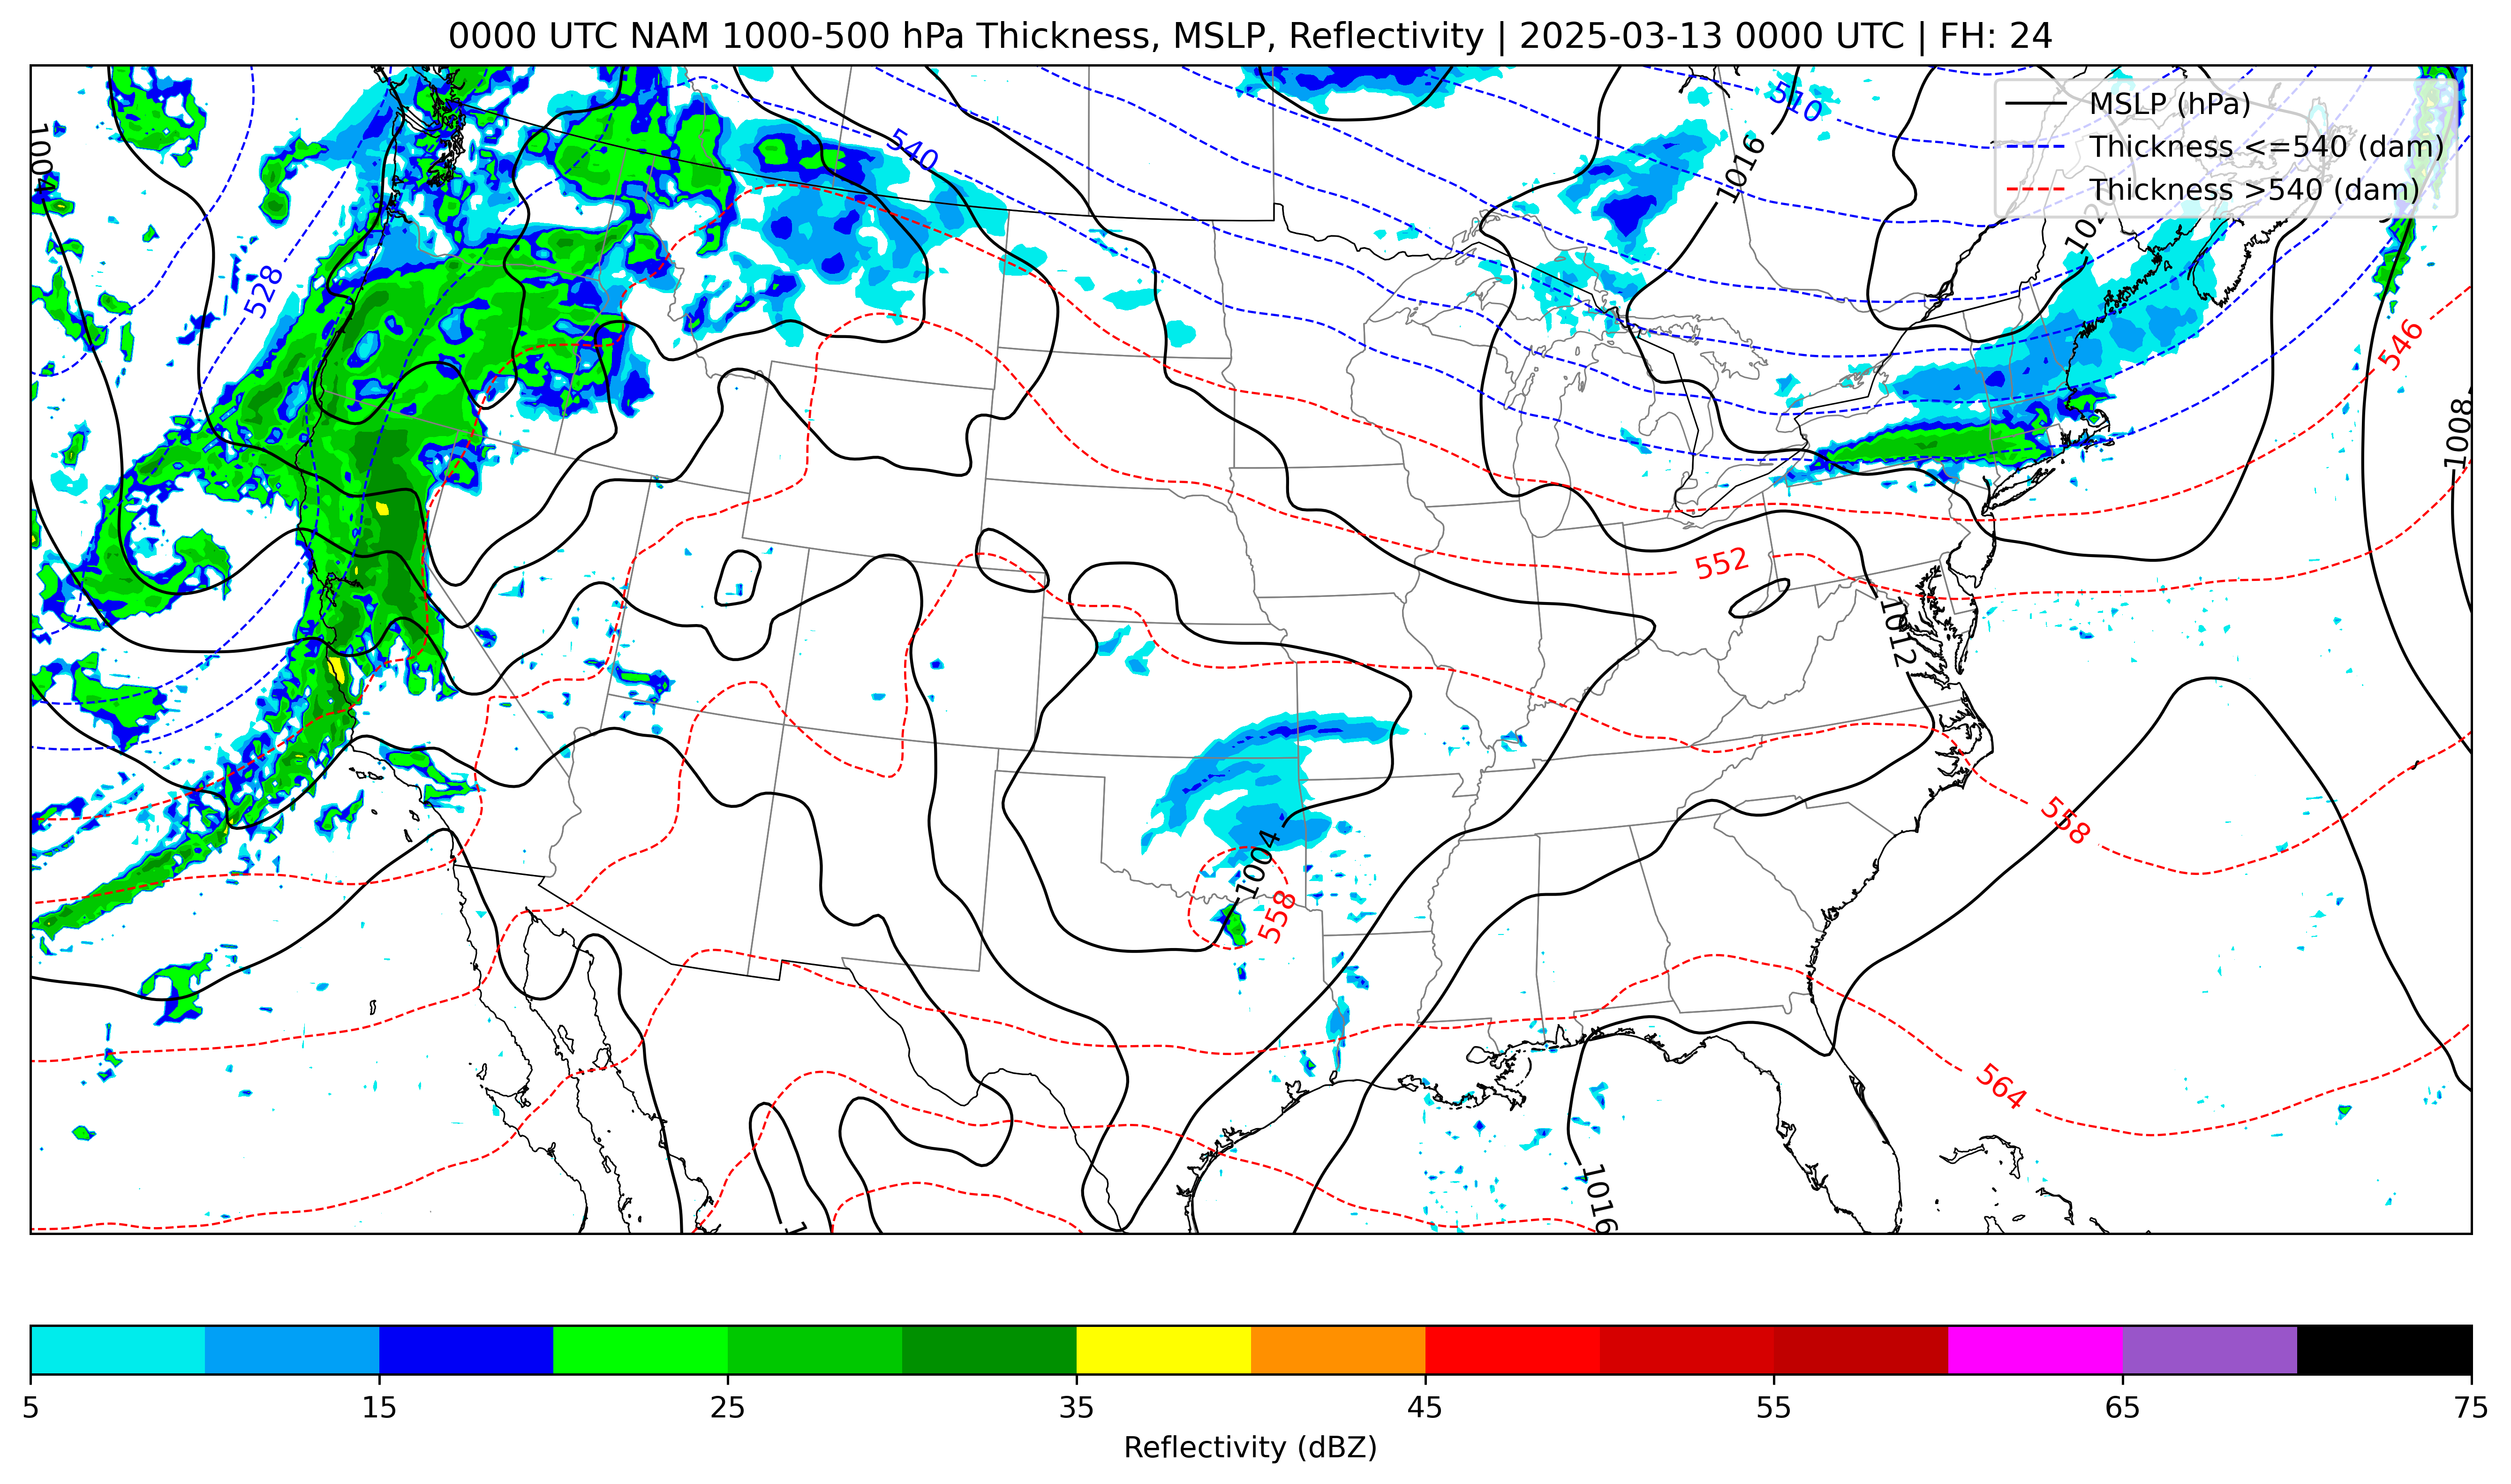 0000 UTC NAM 1000-500 hPa Thickness, MSLP, Reflectivity | 2025-03-13 0000 UTC | FH: 24
MSLP (hPa)
Thickness <=540 (dam)
Thickness >540 (dam)
510
540
1004
1016
528
546
1008
552
1012
558
1004
558
564
1016
5 15 25 35 45 55 65 75
Reflectivity (dBZ)